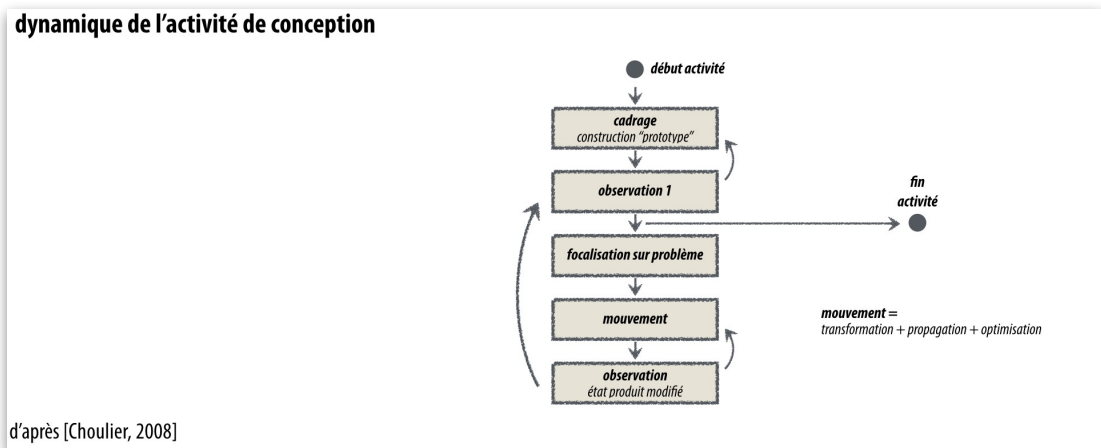 dynamique de l'activité de conception
début activité
cadrage
construction "prototype"
observation 1
fin
activité
focalisation sur problème
mouvement
mouvement =
transformation + propagation + optimisation
observation
état produit modifié
d'après [Choulier, 2008]